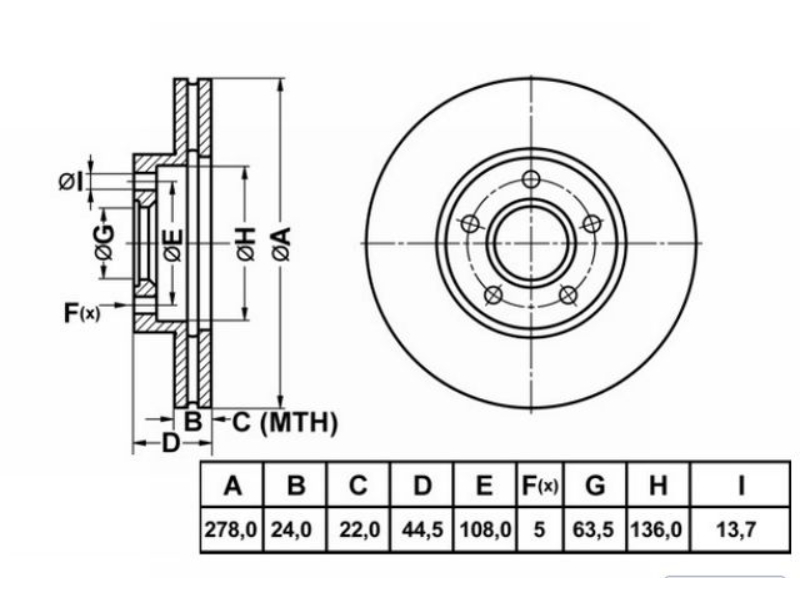 ØI
ØG
ØE
ØH
ØA
F(x)
B
C (MTH)
D
A B C D E F(x) G H I
278,0 24,0 22,0 44,5 108,0 5 63,5 136,0 13,7